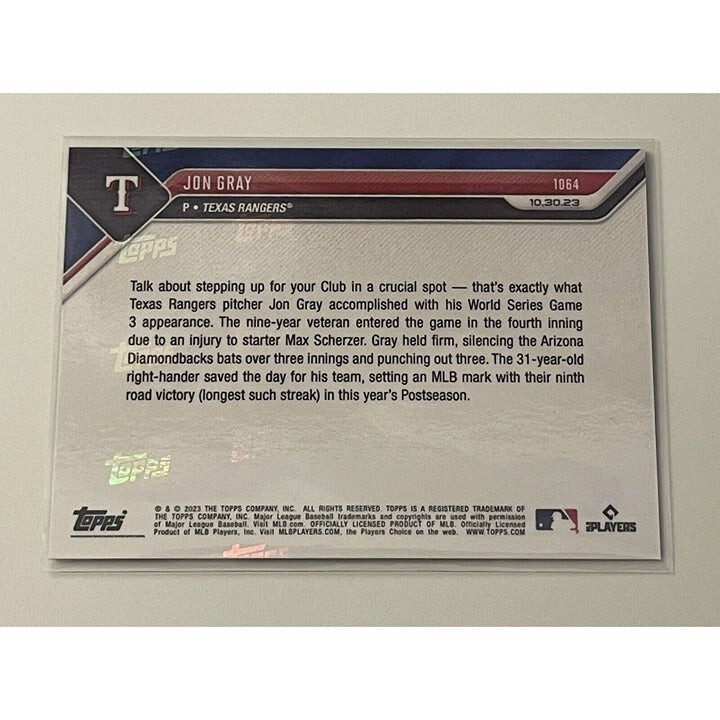 T
JON GRAY 1064
P • TEXAS RANGERS® 10.30.23
TOPPS
Talk about stepping up for your Club in a crucial spot — that's exactly what
Texas Rangers pitcher Jon Gray accomplished with his World Series Game
3 appearance. The nine-year veteran entered the game in the fourth inning
due to an injury to starter Max Scherzer. Gray held firm, silencing the Arizona
Diamondbacks bats over three innings and punching out three. The 31-year-old
right-hander saved the day for his team, setting an MLB mark with their ninth
road victory (longest such streak) in this year's Postseason.
TOPPS
TOPPS
® & © 2023 THE TOPPS COMPANY, INC. ALL RIGHTS RESERVED. TOPPS IS A REGISTERED TRADEMARK OF
THE TOPPS COMPANY, INC. Major League Baseball trademarks and copyrights are used with permission
of Major League Baseball. Visit MLB.com. OFFICIALLY LICENSED PRODUCT OF MLB. Officially Licensed
Product of MLB Players, Inc. Visit MLBPLAYERS.COM, the Players Choice on the web. WWW.TOPPS.COM
PLAYERS